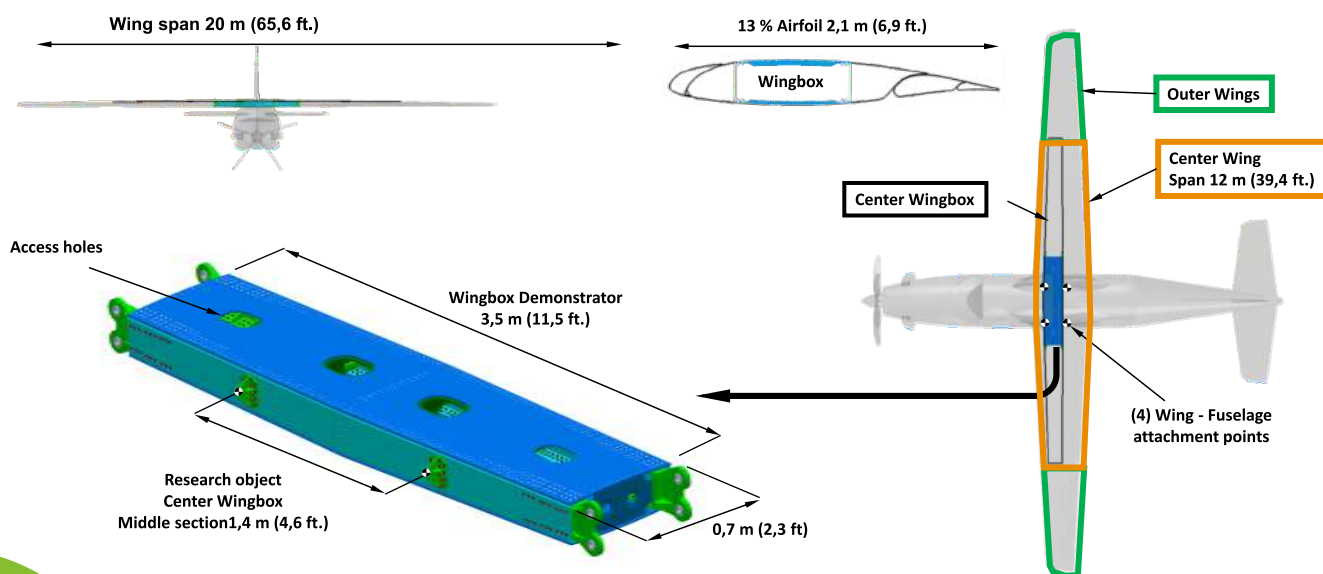 Wing span 20 m (65,6 ft.)
13 % Airfoil 2,1 m (6,9 ft.)
Wingbox
Outer Wings
Center Wing
Span 12 m (39,4 ft.)
Center Wingbox
Access holes
Wingbox Demonstrator
3,5 m (11,5 ft.)
(4) Wing - Fuselage
attachment points
Research object
Center Wingbox
Middle section1,4 m (4,6 ft.)
0,7 m (2,3 ft)